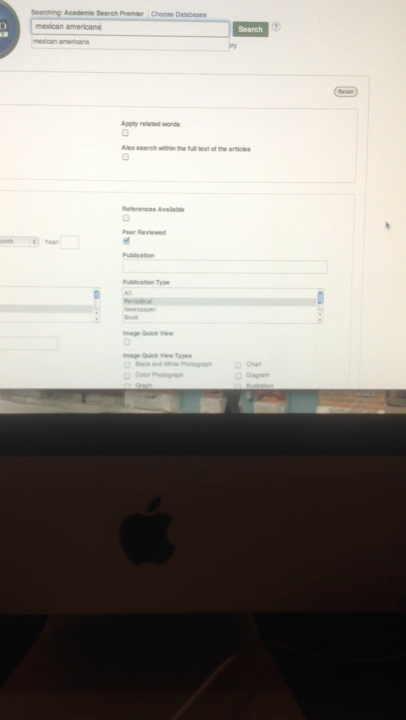 Searching: Academic Search Premier | Choose Databases
mexican americans
Search
mexican americans
Reset
Apply related words
Also search within the full text of the articles
References Available
Peer Reviewed
Year:
Publication
Publication Type
All
Periodical
Newspaper
Book
Image Quick View
Image Quick View Types
Black and White Photograph Chart
Color Photograph Diagram
Graph Illustration